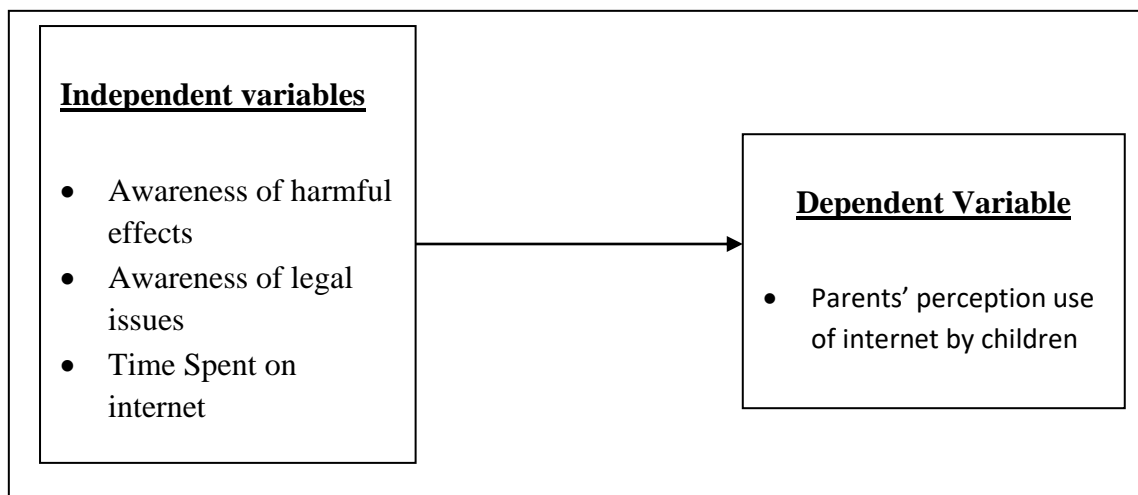 Independent variables
• Awareness of harmful
effects
• Awareness of legal
issues
• Time Spent on
internet
Dependent Variable
• Parents’ perception use
of internet by children